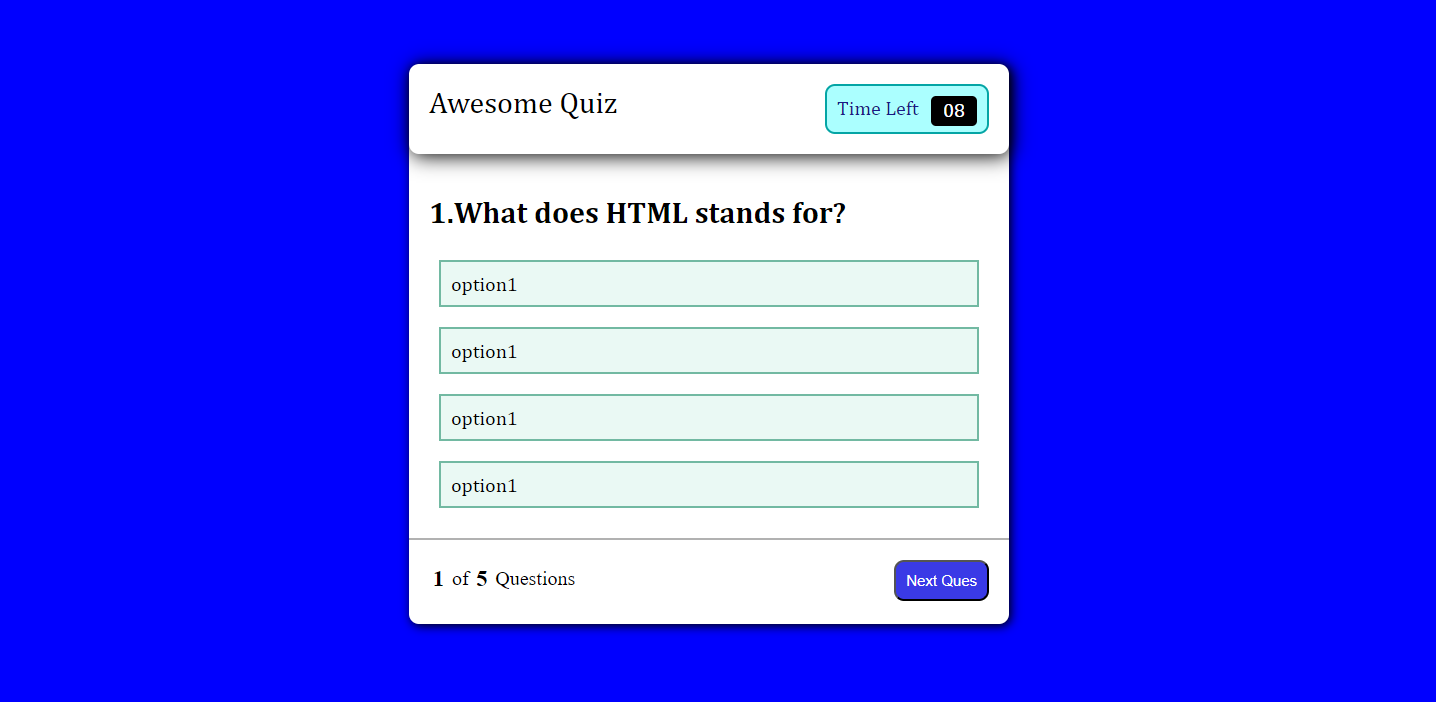 Awesome Quiz
Time Left 08
1.What does HTML stands for?
option1
option1
option1
option1
1 of 5 Questions
Next Ques